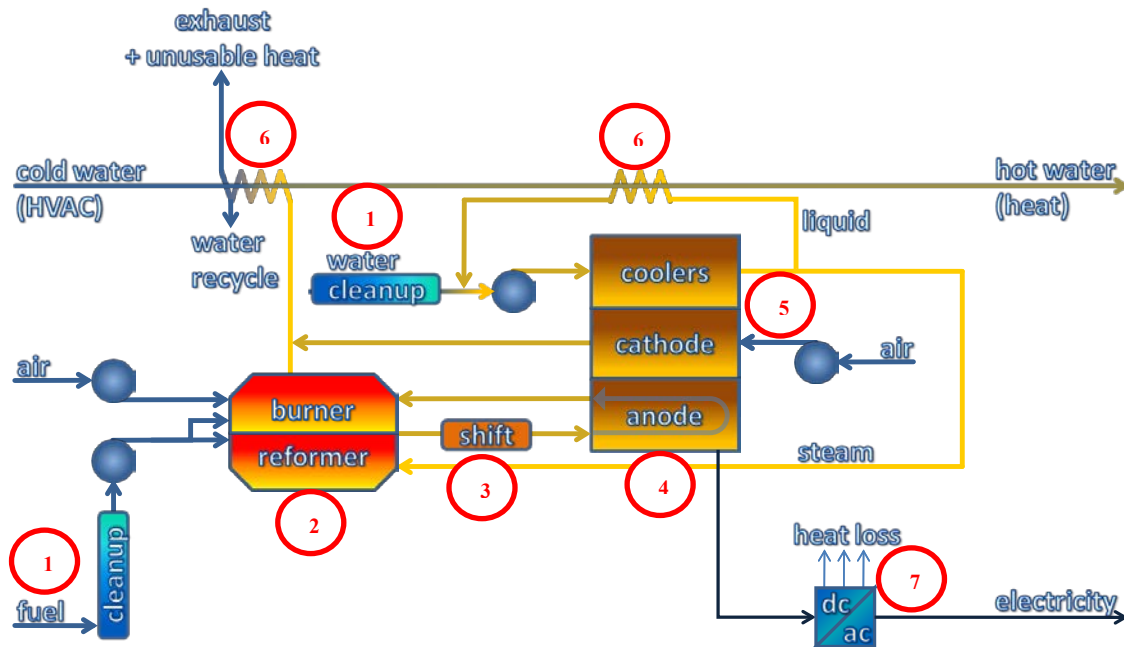 exhaust
+ unusable heat
6
6
cold water
(HVAC)
hot water
(heat)
1
water
recycle
water
cleanup
liquid
coolers
5
cathode
air
air
burner
anode
shift
reformer
steam
3
4
2
1
cleanup
fuel
heat loss
7
dc
ac
electricity